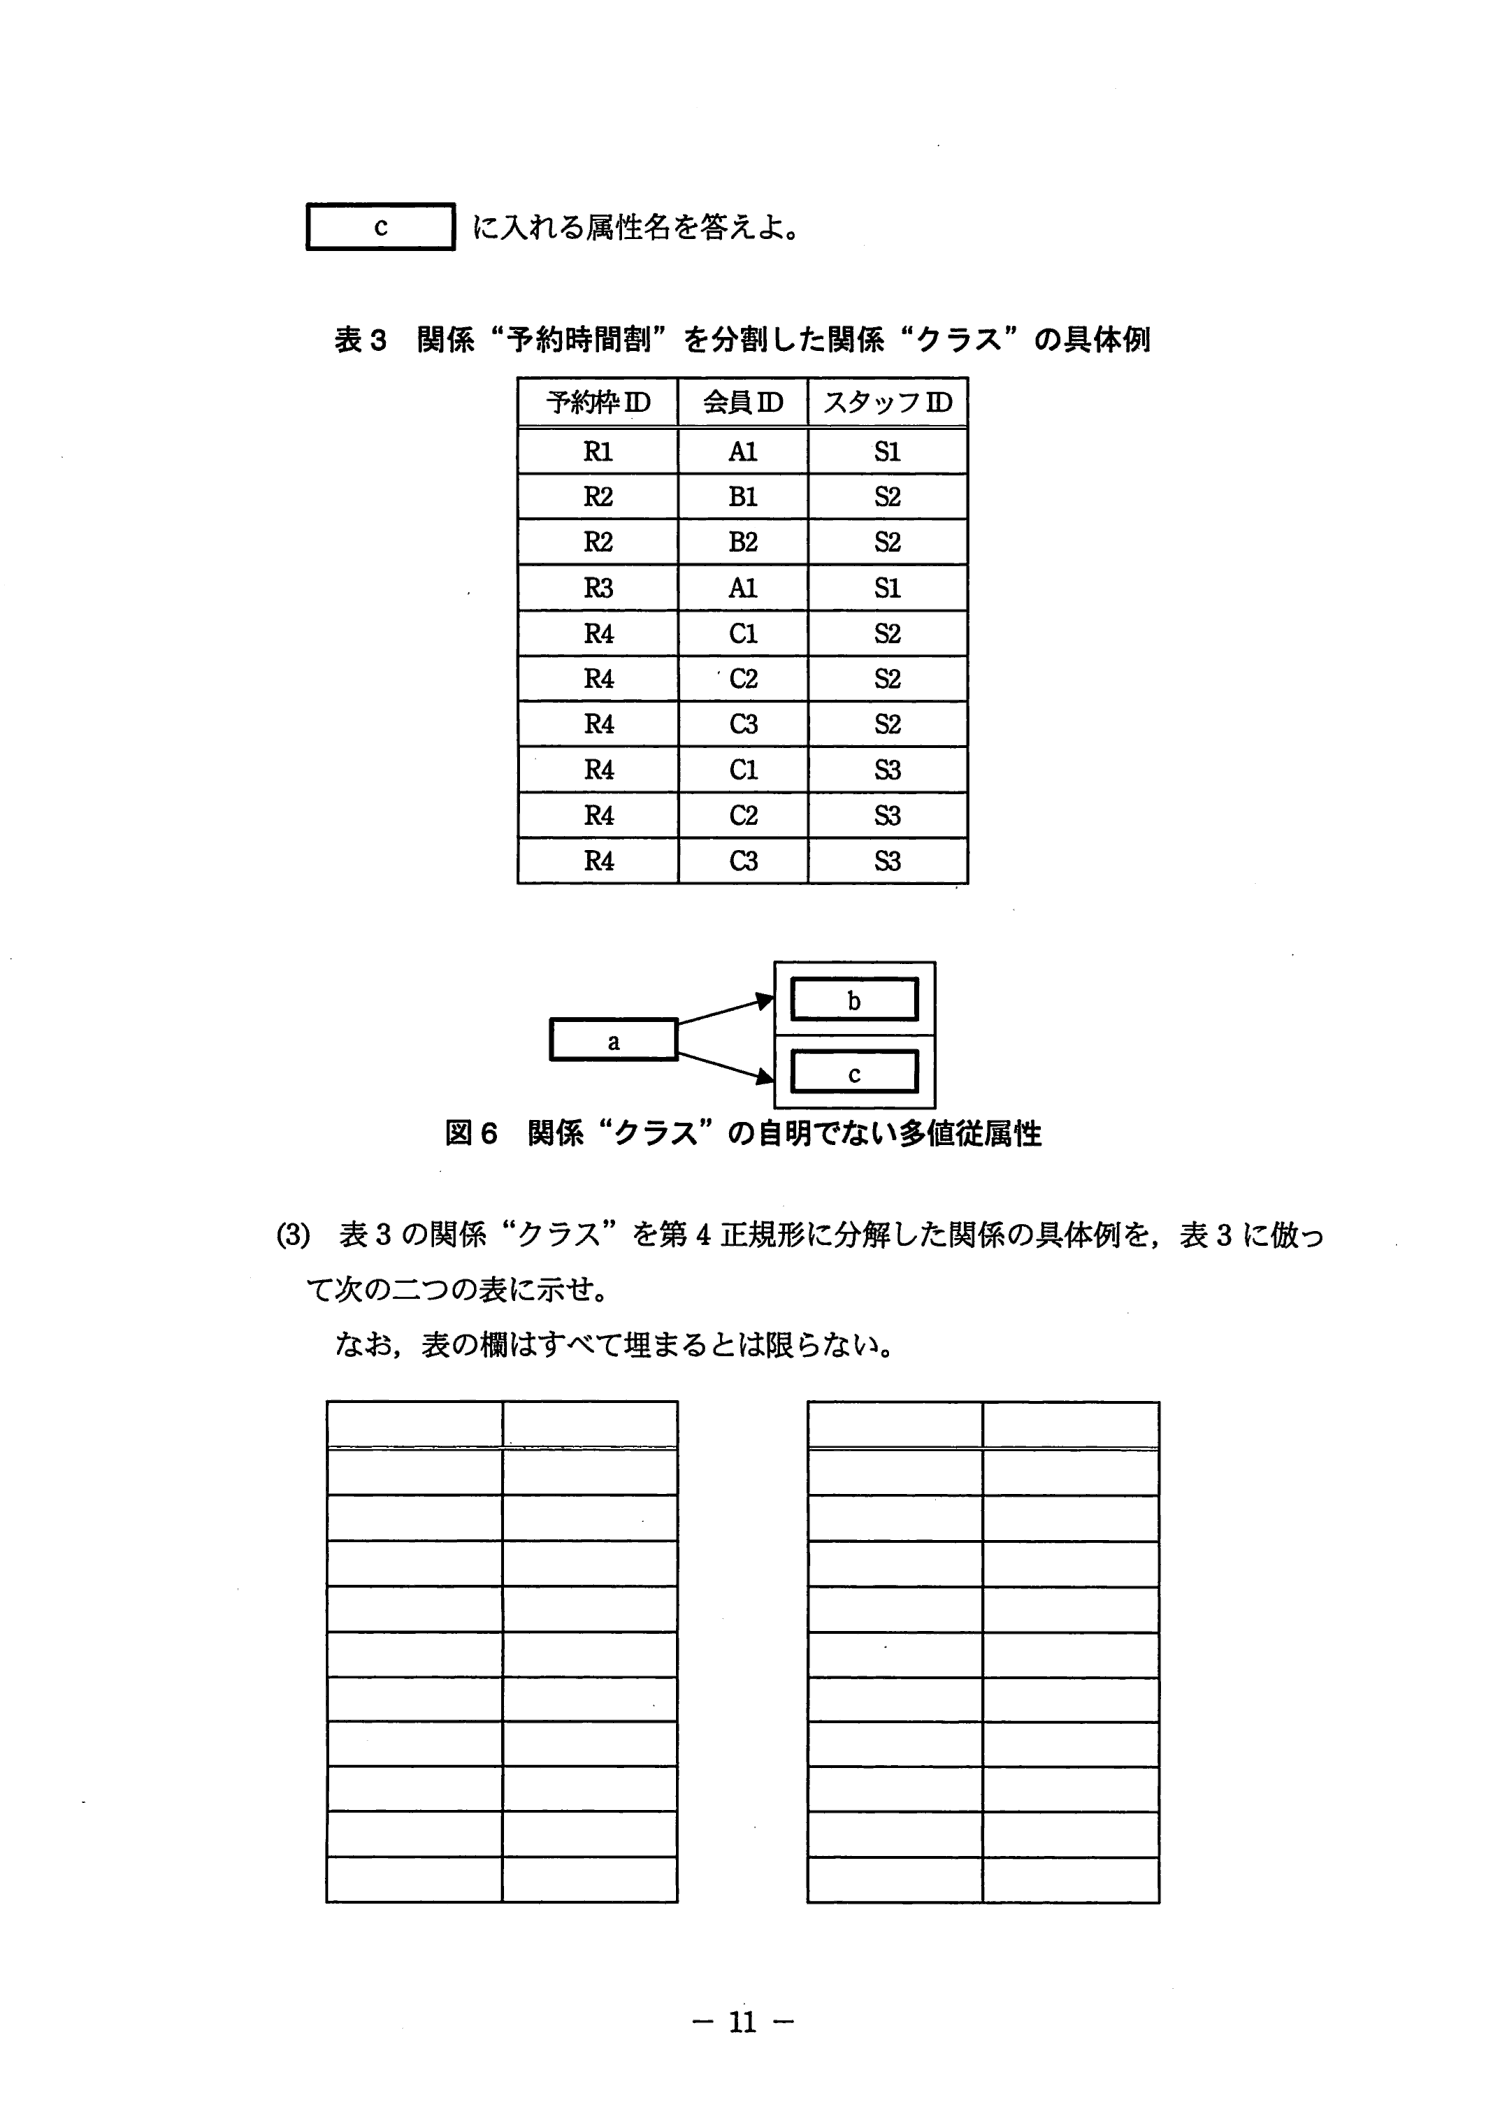 c に入れる属性名を答えよ。
表3 関係“予約時間割”を分割した関係“クラス”の具体例
予約枠ID 会員ID スタッフID
R1 A1 S1
R2 B1 S2
R2 B2 S2
R3 A1 S1
R4 C1 S2
R4 C2 S2
R4 C3 S2
R4 C1 S3
R4 C2 S3
R4 C3 S3
b
a
c
図6 関係“クラス”の自明でない多値従属性
(3) 表3の関係“クラス”を第4正規形に分解した関係の具体例を，表3に倣っ
て次の二つの表に示せ。
なお，表の欄はすべて埋まるとは限らない。
－ 11 －